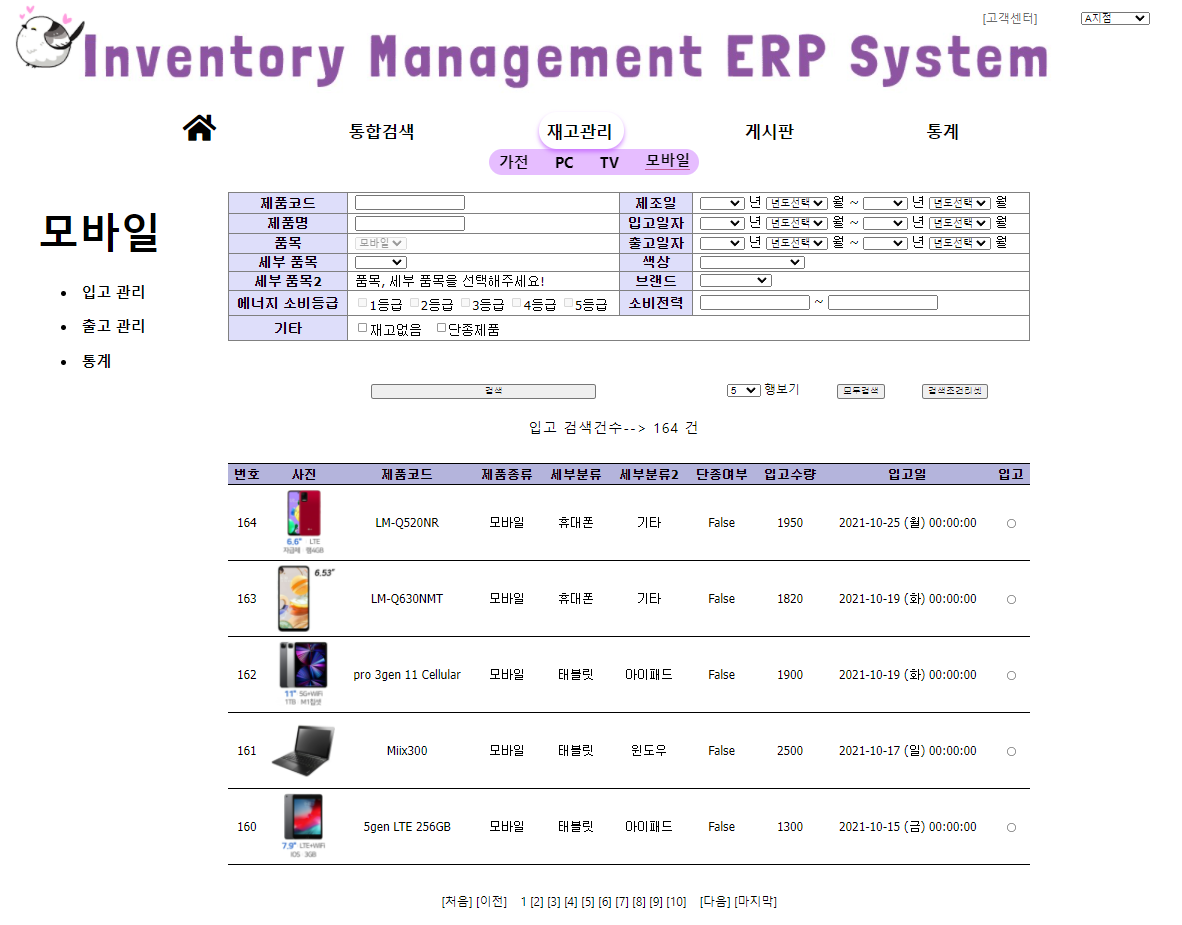 [고객센터] A지점
Inventory Management ERP System
통합검색 재고관리 게시판 통계
가전 PC TV 모바일
모바일
입고 관리
출고 관리
통계
제품코드 제조일 년 년도선택 월 ~ 년 년도선택 월
제품명 입고일자 년 년도선택 월 ~ 년 년도선택 월
품목 모바일 출고일자 년 년도선택 월 ~ 년 년도선택 월
세부 품목 색상
세부 품목2 품목, 세부 품목을 선택해주세요! 브랜드
에너지 소비등급 1등급 2등급 3등급 4등급 5등급 소비전력 ~
기타 재고없음 단종제품
검색 5 행보기 모두검색 검색조건리셋
입고 검색건수--> 164 건
번호 사진 제품코드 제품종류 세부분류 세부분류2 단종여부 입고수량 입고일 입고
164 LM-Q520NR 모바일 휴대폰 기타 False 1950 2021-10-25 (월) 00:00:00
6.6" LTE
자급제 · 램4GB
6.53"
163 LM-Q630NMT 모바일 휴대폰 기타 False 1820 2021-10-19 (화) 00:00:00
162 pro 3gen 11 Cellular 모바일 태블릿 아이패드 False 1900 2021-10-19 (화) 00:00:00
11" 5G+WiFi
1TB · M1칩셋
161 Miix300 모바일 태블릿 윈도우 False 2500 2021-10-17 (일) 00:00:00
160 5gen LTE 256GB 모바일 태블릿 아이패드 False 1300 2021-10-15 (금) 00:00:00
7.9" LTE+WiFi
iOS 3GB
[처음] [이전] 1 [2] [3] [4] [5] [6] [7] [8] [9] [10] [다음] [마지막]